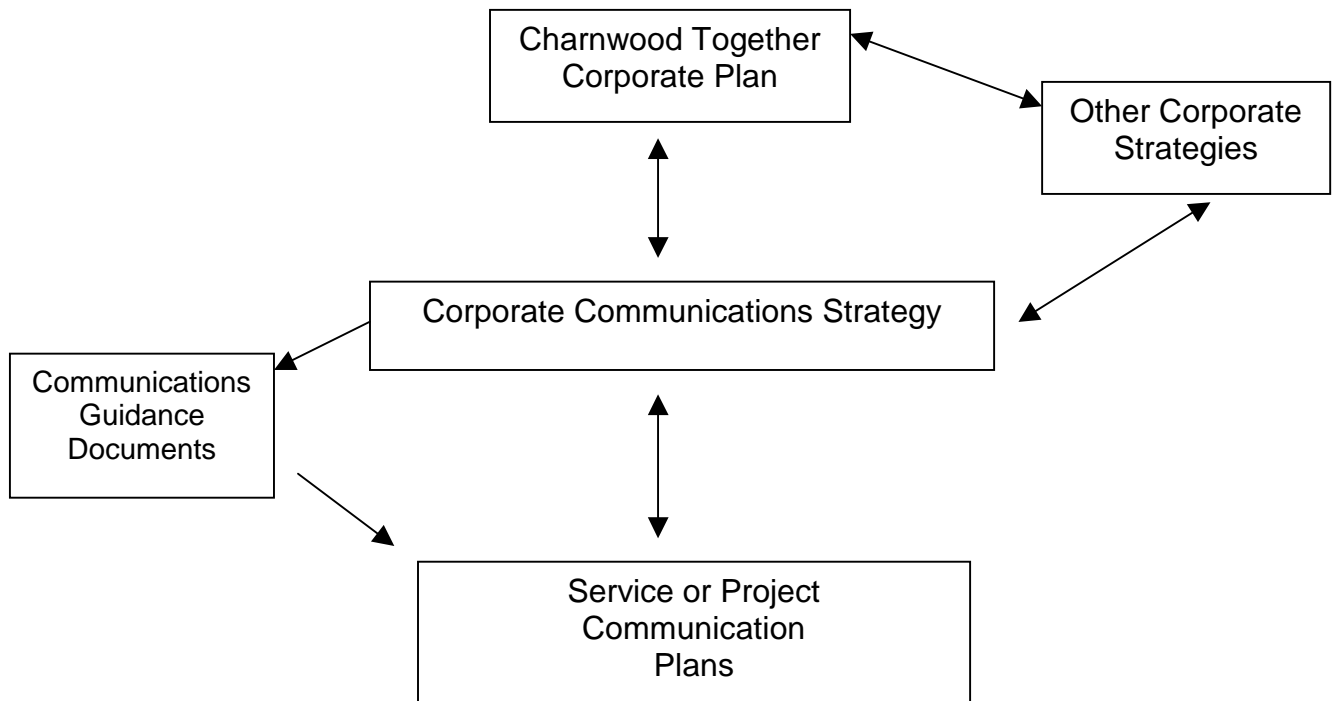 Charnwood Together
Corporate Plan
Other Corporate
Strategies
Corporate Communications Strategy
Communications
Guidance
Documents
Service or Project
Communication
Plans